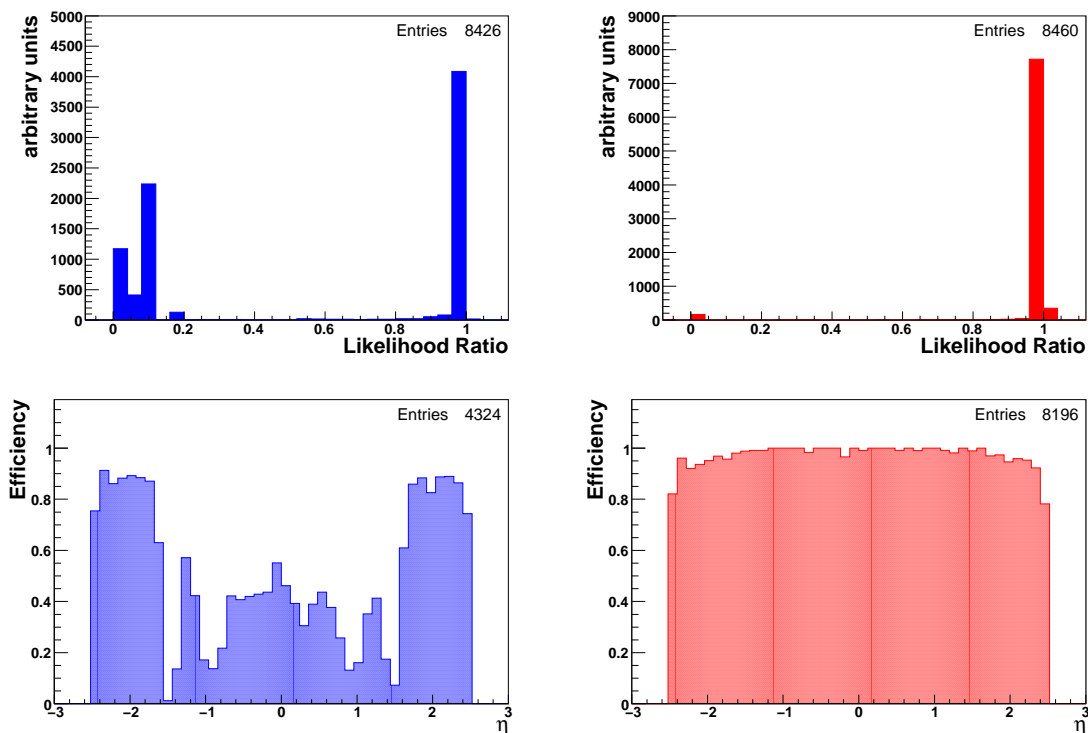 Entries 8426
arbitrary units
5000
4500
4000
3500
3000
2500
2000
1500
1000
500
0
0 0.2 0.4 0.6 0.8 1
Likelihood Ratio
Entries 8460
arbitrary units
9000
8000
7000
6000
5000
4000
3000
2000
1000
0
0 0.2 0.4 0.6 0.8 1
Likelihood Ratio
Entries 4324
Efficiency
1
0.8
0.6
0.4
0.2
0
−3 −2 −1 0 1 2 3
η
Entries 8196
Efficiency
1
0.8
0.6
0.4
0.2
0
−3 −2 −1 0 1 2 3
η